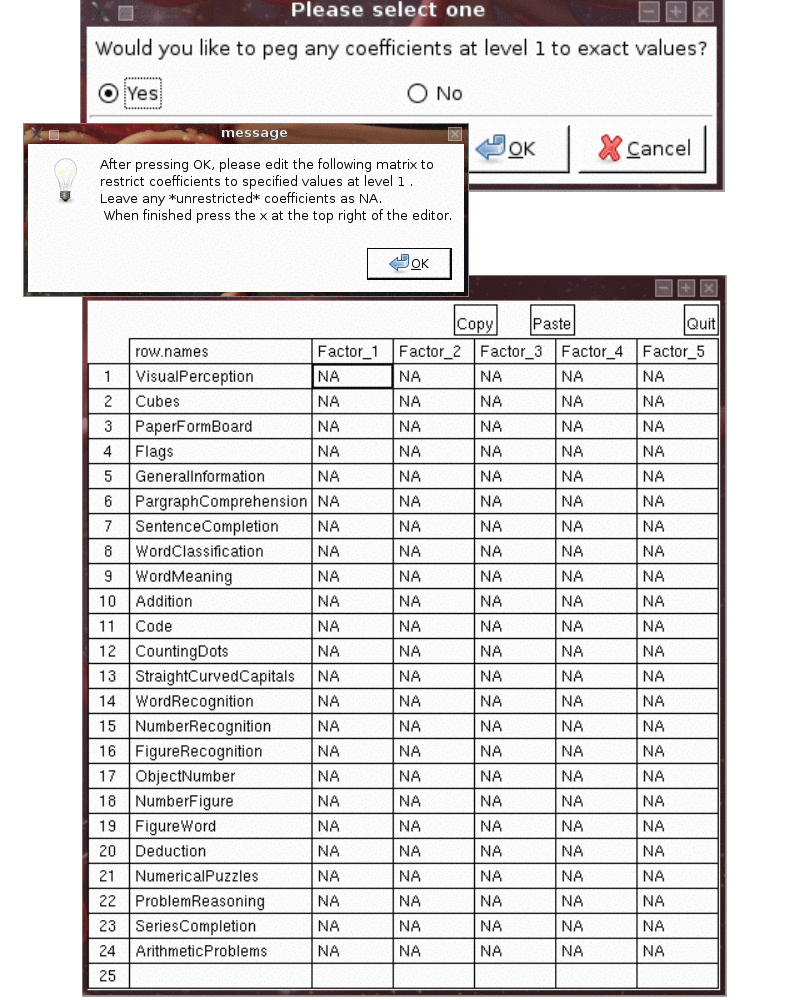 Please select one
Would you like to peg any coefficients at level 1 to exact values?
Yes No
OK Cancel
message
After pressing OK, please edit the following matrix to
restrict coefficients to specified values at level 1 .
Leave any *unrestricted* coefficients as NA.
When finished press the x at the top right of the editor.
OK
Copy Paste Quit
row.names Factor_1 Factor_2 Factor_3 Factor_4 Factor_5
1 VisualPerception NA NA NA NA NA
2 Cubes NA NA NA NA NA
3 PaperFormBoard NA NA NA NA NA
4 Flags NA NA NA NA NA
5 GeneralInformation NA NA NA NA NA
6 PargraphComprehension NA NA NA NA NA
7 SentenceCompletion NA NA NA NA NA
8 WordClassification NA NA NA NA NA
9 WordMeaning NA NA NA NA NA
10 Addition NA NA NA NA NA
11 Code NA NA NA NA NA
12 CountingDots NA NA NA NA NA
13 StraightCurvedCapitals NA NA NA NA NA
14 WordRecognition NA NA NA NA NA
15 NumberRecognition NA NA NA NA NA
16 FigureRecognition NA NA NA NA NA
17 ObjectNumber NA NA NA NA NA
18 NumberFigure NA NA NA NA NA
19 FigureWord NA NA NA NA NA
20 Deduction NA NA NA NA NA
21 NumericalPuzzles NA NA NA NA NA
22 ProblemReasoning NA NA NA NA NA
23 SeriesCompletion NA NA NA NA NA
24 ArithmeticProblems NA NA NA NA NA
25